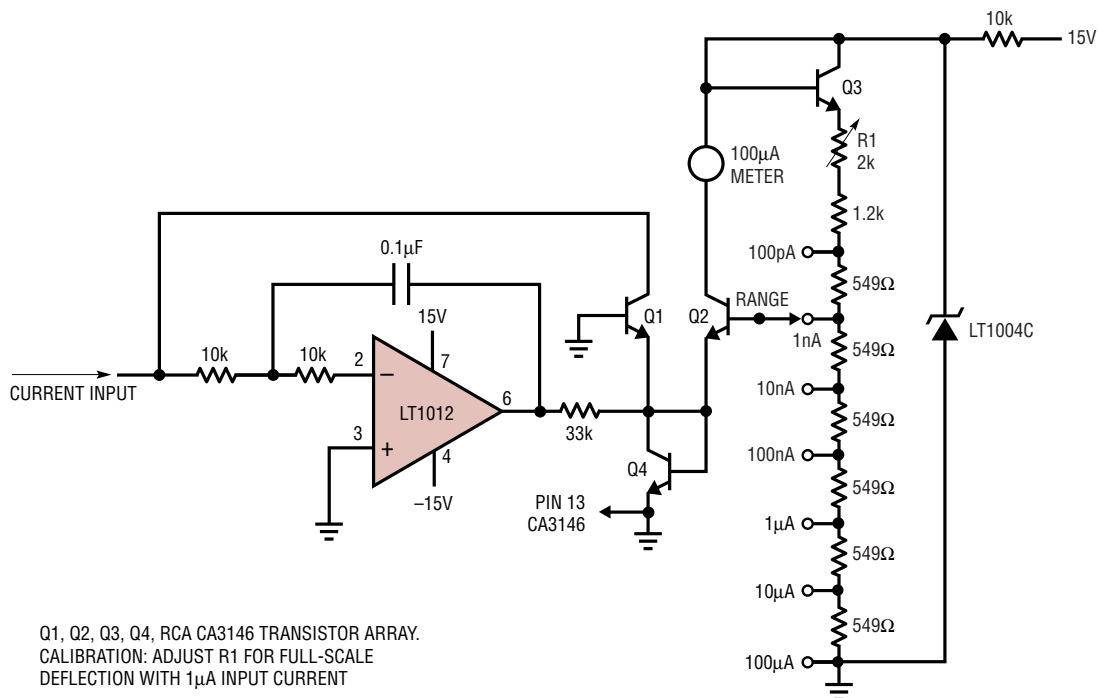 10k
15V
Q3
R1
2k
100µA
METER
1.2k
0.1µF
100pA
549Ω
15V
Q1
Q2
RANGE
LT1004C
10k
10k
2
7
1nA
549Ω
CURRENT INPUT
LT1012
6
10nA
33k
549Ω
3
4
100nA
Q4
–15V
PIN 13
CA3146
549Ω
1µA
549Ω
10µA
549Ω
100µA
Q1, Q2, Q3, Q4, RCA CA3146 TRANSISTOR ARRAY.
CALIBRATION: ADJUST R1 FOR FULL-SCALE
DEFLECTION WITH 1µA INPUT CURRENT